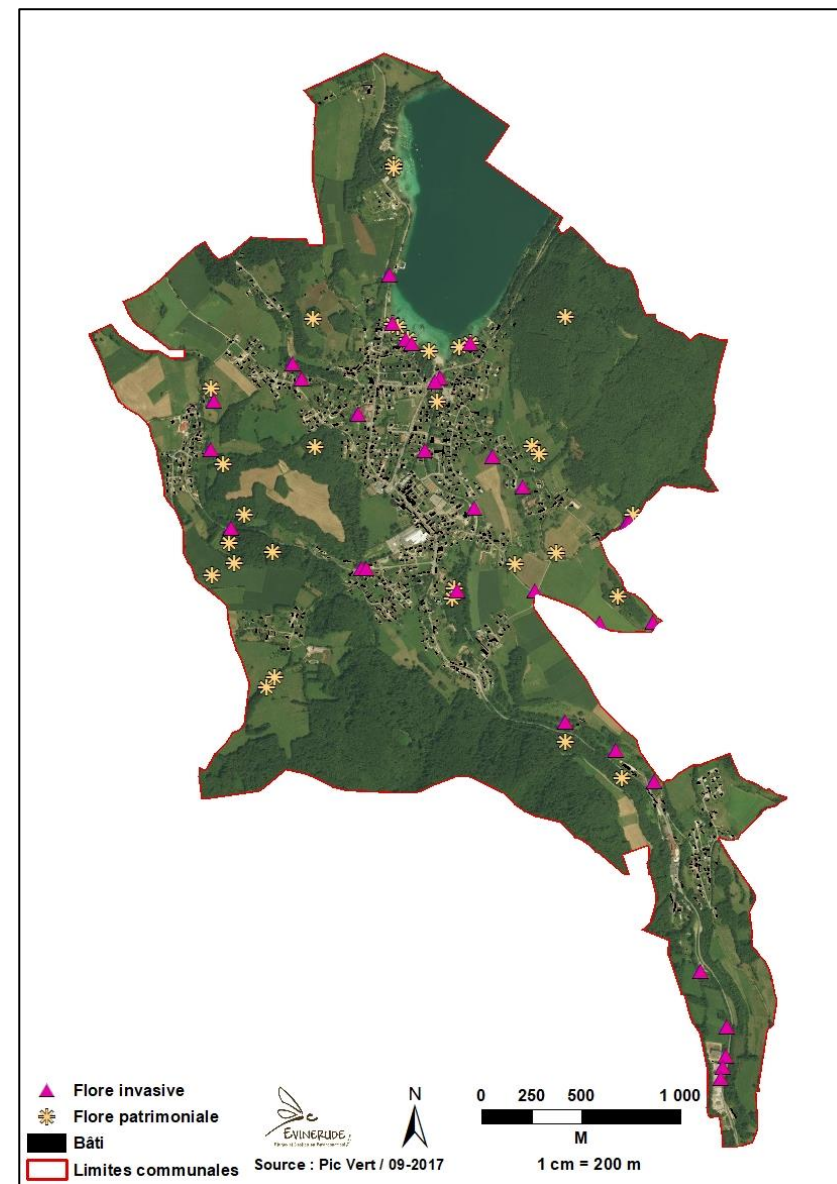 Flore invasive
Flore patrimoniale
Bâti
Limites communales
EVINERUDE
Source : Pic Vert / 09-2017
N
0 250 500 1 000
M
1 cm = 200 m